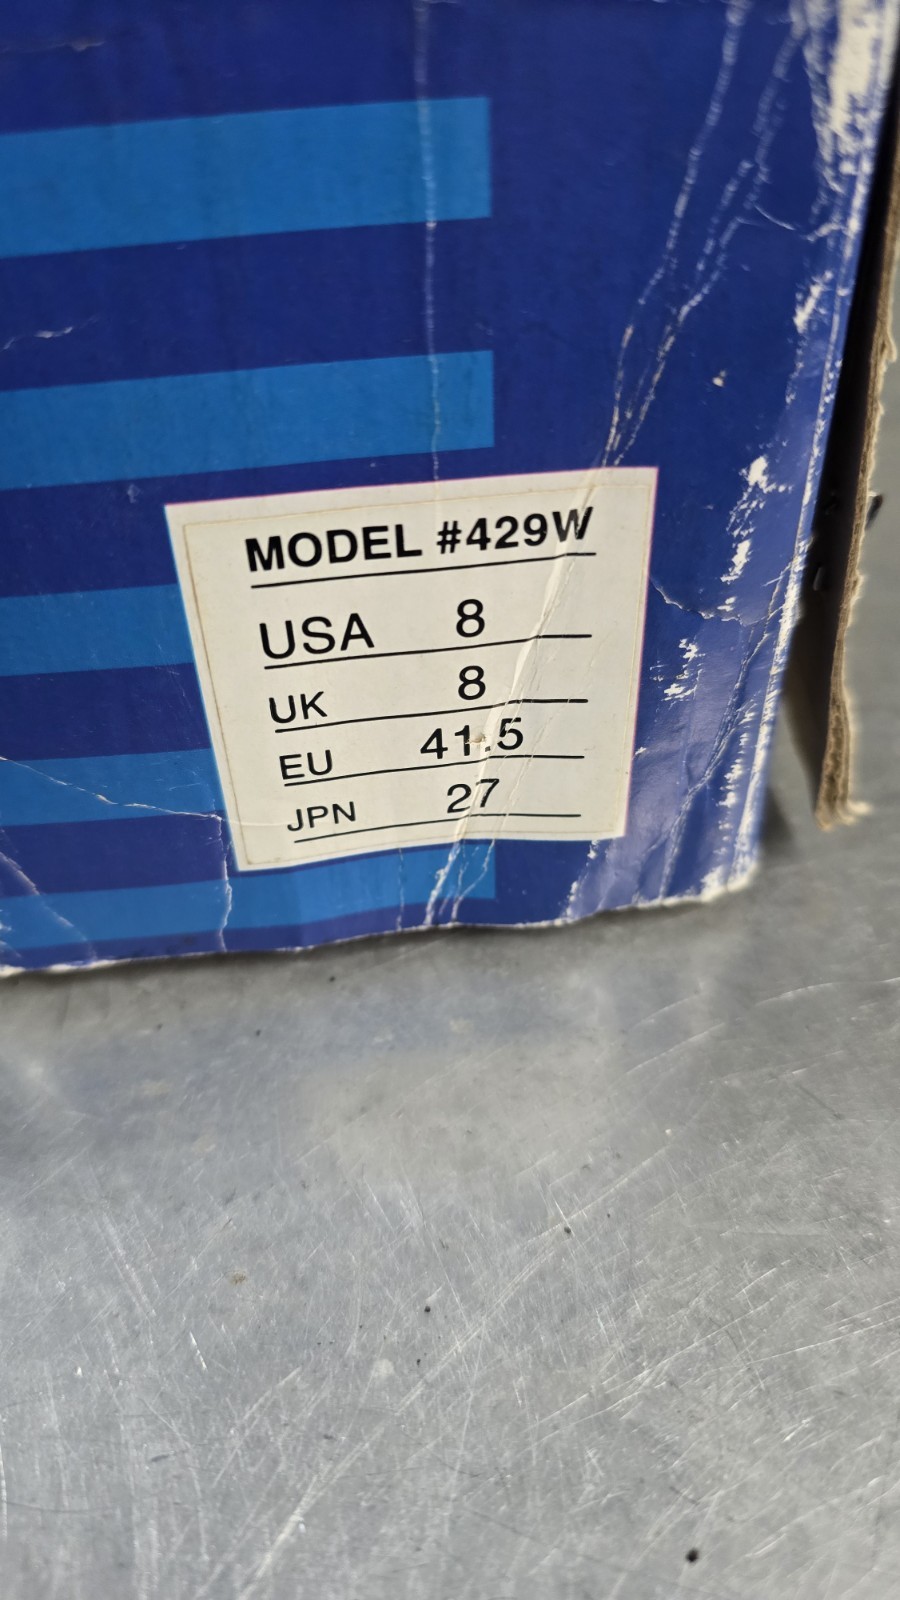 MODEL #429W
USA 8
UK 8
EU 41.5
JPN 27